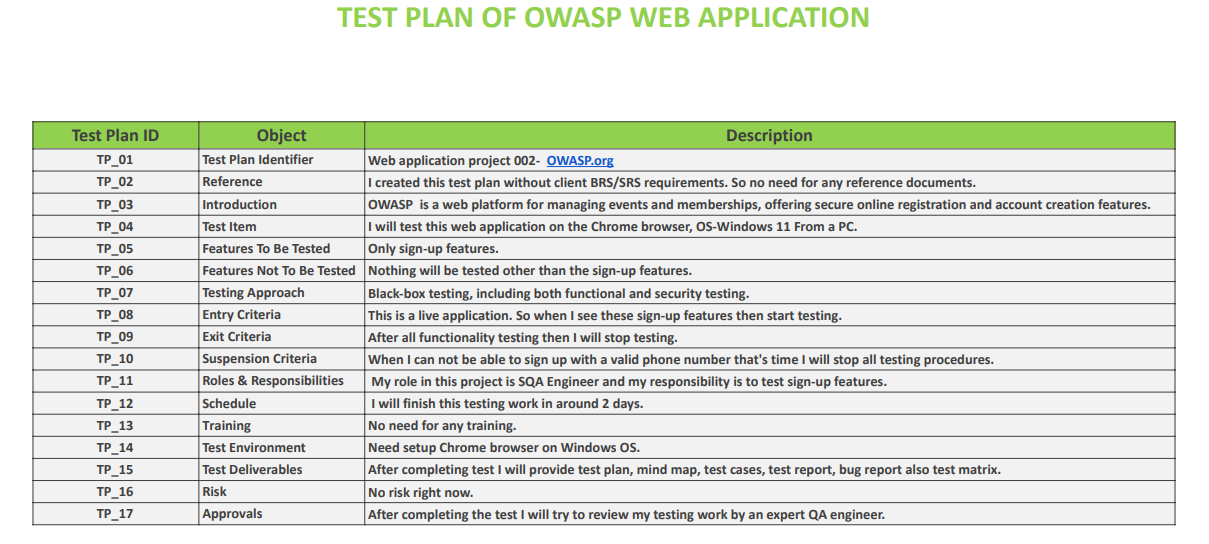 TEST PLAN OF OWASP WEB APPLICATION
Test Plan ID Object Description
TP_01 Test Plan Identifier Web application project 002- OWASP.org
TP_02 Reference I created this test plan without client BRS/SRS requirements. So no need for any reference documents.
TP_03 Introduction OWASP is a web platform for managing events and memberships, offering secure online registration and account creation features.
TP_04 Test Item I will test this web application on the Chrome browser, OS-Windows 11 From a PC.
TP_05 Features To Be Tested Only sign-up features.
TP_06 Features Not To Be Tested Nothing will be tested other than the sign-up features.
TP_07 Testing Approach Black-box testing, including both functional and security testing.
TP_08 Entry Criteria This is a live application. So when I see these sign-up features then start testing.
TP_09 Exit Criteria After all functionality testing then I will stop testing.
TP_10 Suspension Criteria When I can not be able to sign up with a valid phone number that's time I will stop all testing procedures.
TP_11 Roles & Responsibilities My role in this project is SQA Engineer and my responsibility is to test sign-up features.
TP_12 Schedule I will finish this testing work in around 2 days.
TP_13 Training No need for any training.
TP_14 Test Environment Need setup Chrome browser on Windows OS.
TP_15 Test Deliverables After completing test I will provide test plan, mind map, test cases, test report, bug report also test matrix.
TP_16 Risk No risk right now.
TP_17 Approvals After completing the test I will try to review my testing work by an expert QA engineer.